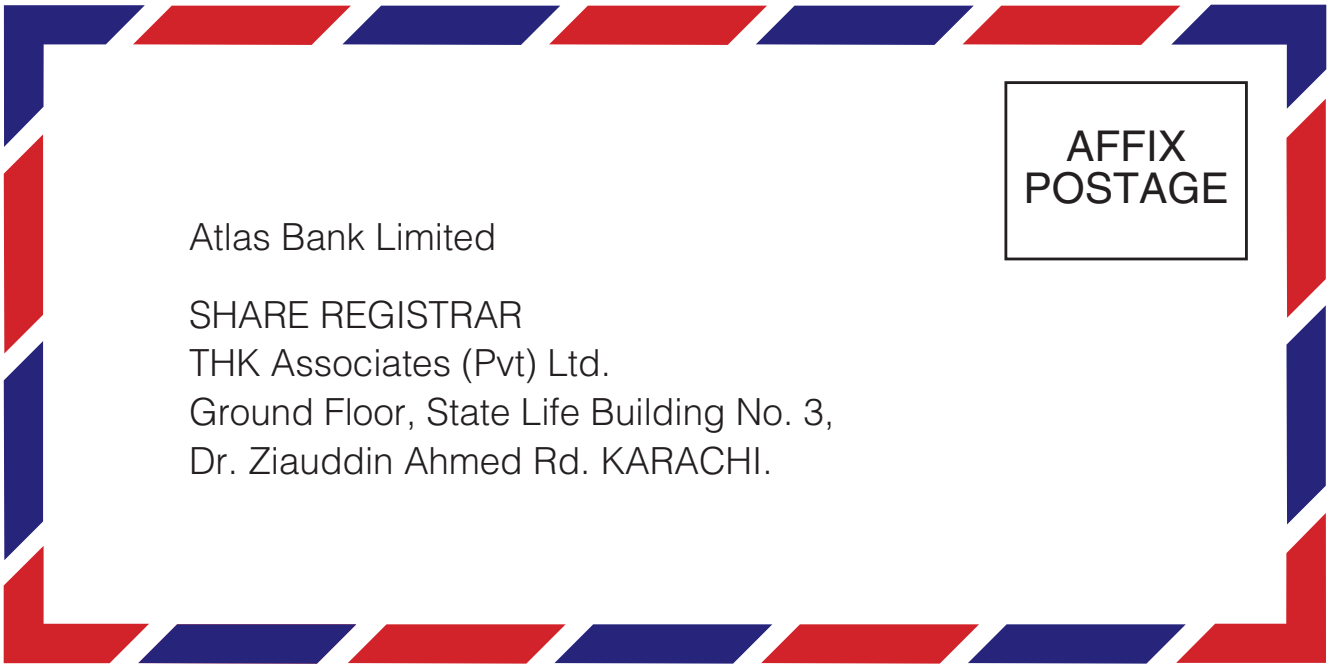 AFFIX
POSTAGE
Atlas Bank Limited
SHARE REGISTRAR
THK Associates (Pvt) Ltd.
Ground Floor, State Life Building No. 3,
Dr. Ziauddin Ahmed Rd. KARACHI.